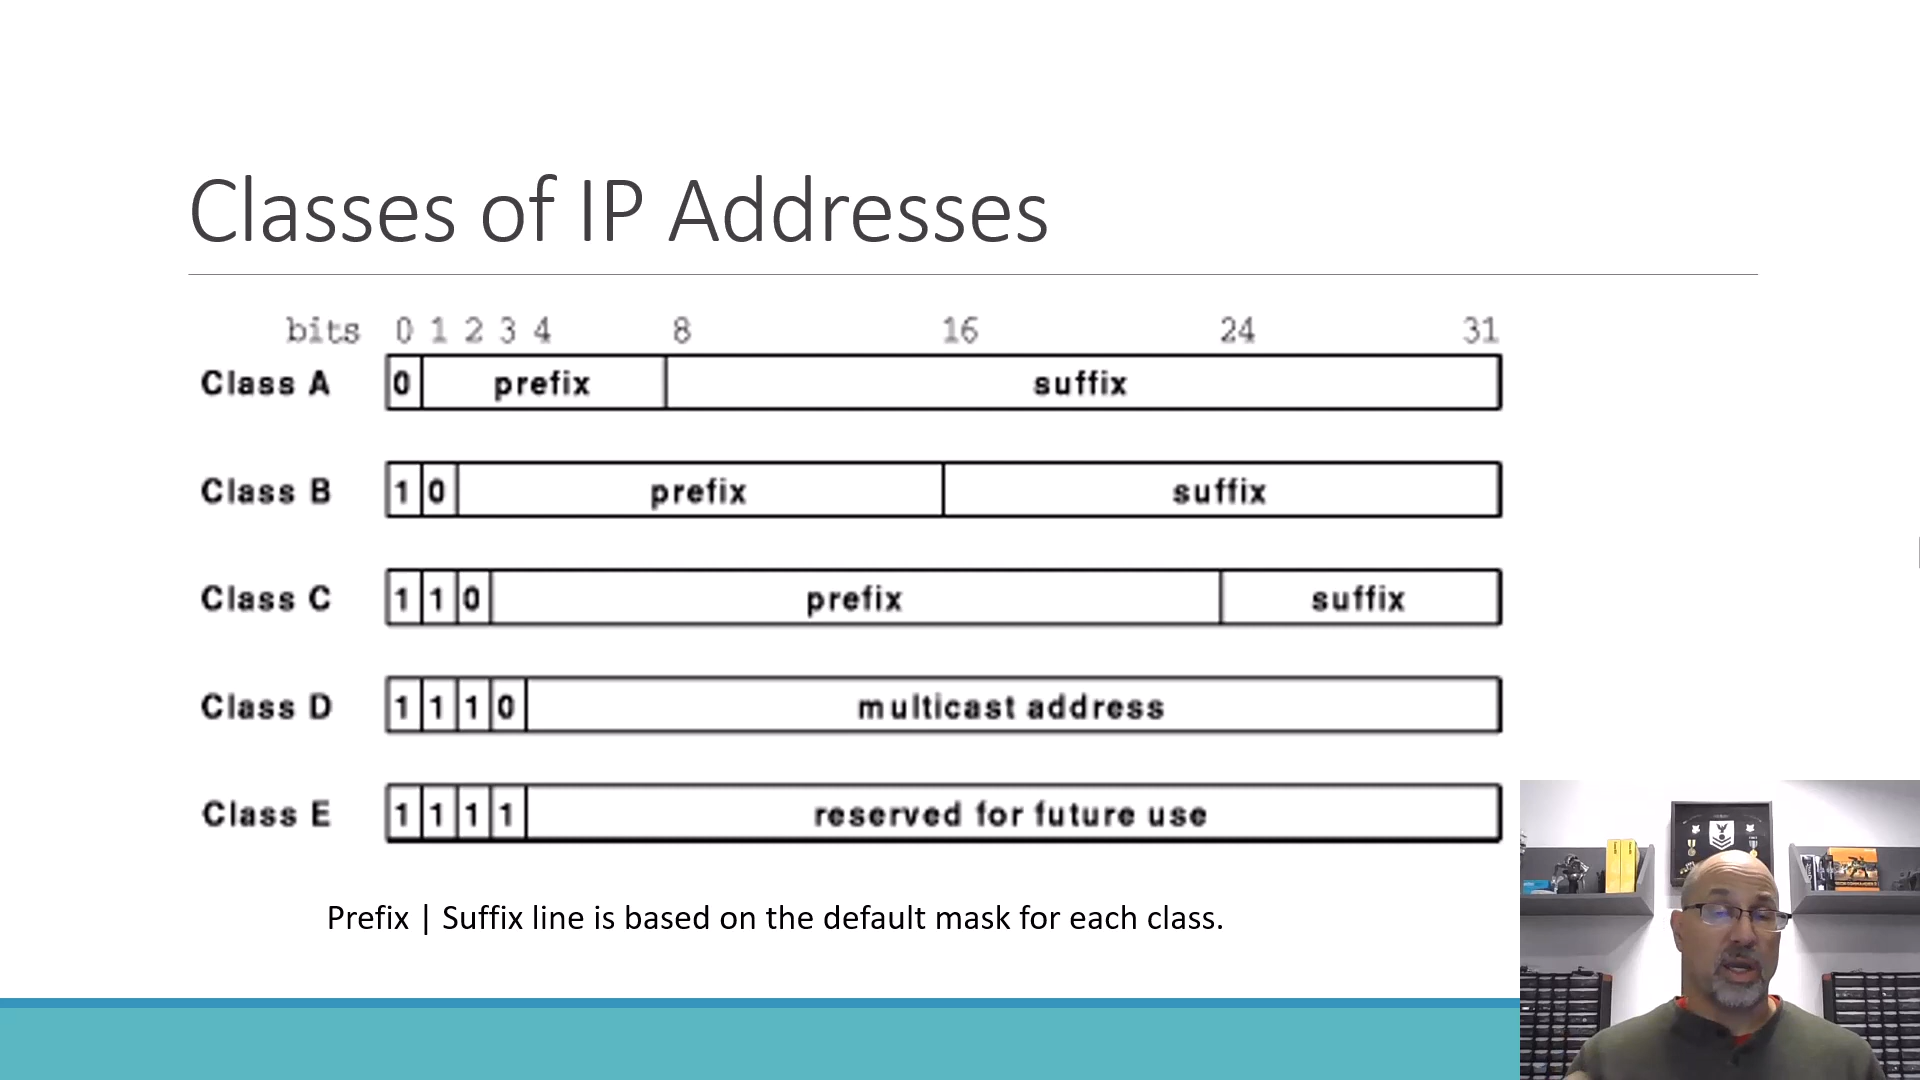 Classes of IP Addresses
bits 0 1 2 3 4 8 16 24 31
Class A 0 prefix suffix
Class B 1 0 prefix suffix
Class C 1 1 0 prefix suffix
Class D 1 1 1 0 multicast address
Class E 1 1 1 1 reserved for future use
Prefix | Suffix line is based on the default mask for each class.